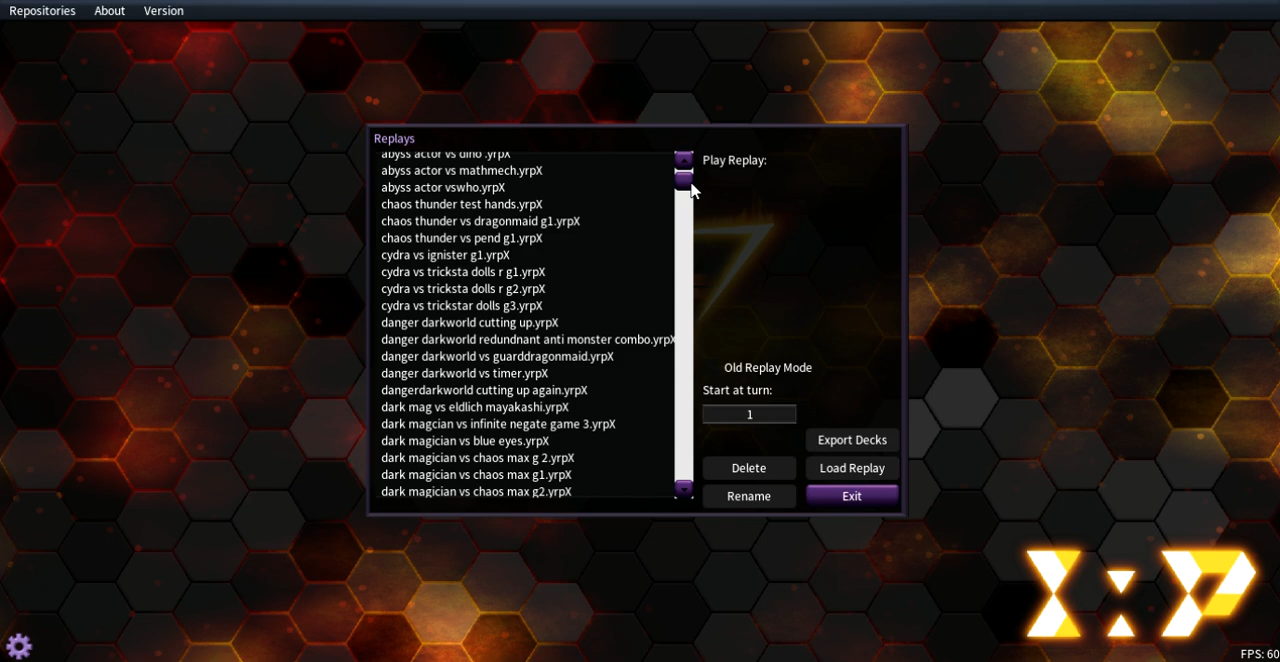 Repositories About Version
Replays
abyss actor vs dino .yrpX
abyss actor vs mathmech.yrpX
abyss actor vswho.yrpX
chaos thunder test hands.yrpX
chaos thunder vs dragonmaid g1.yrpX
chaos thunder vs pend g1.yrpX
cydra vs ignister g1.yrpX
cydra vs tricksta dolls r g1.yrpX
cydra vs tricksta dolls r g2.yrpX
cydra vs trickstar dolls g3.yrpX
danger darkworld cutting up.yrpX
danger darkworld redundnant anti monster combo.yrpX
danger darkworld vs guarddragonmaid.yrpX
danger darkworld vs timer.yrpX
dangerdarkworld cutting up again.yrpX
dark mag vs eldlich mayakashi.yrpX
dark magcian vs infinite negate game 3.yrpX
dark magician vs blue eyes.yrpX
dark magician vs chaos max g 2.yrpX
dark magician vs chaos max g1.yrpX
dark magician vs chaos max g2.yrpX
Play Replay:
Old Replay Mode
Start at turn:
1
Export Decks
Delete Load Replay
Rename Exit
X:P
FPS: 60